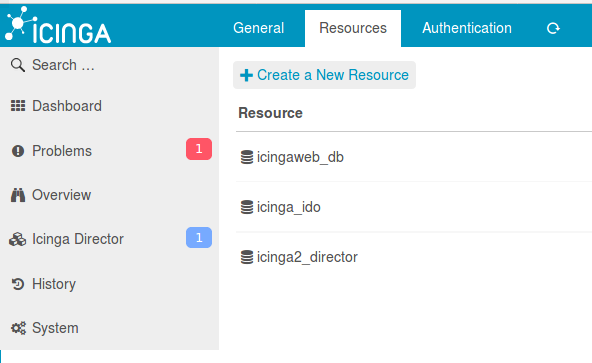 ICINGA
General
Resources
Authentication
Search …
Dashboard
Problems
1
Overview
Icinga Director
1
History
System
Create a New Resource
Resource
icingaweb_db
icinga_ido
icinga2_director